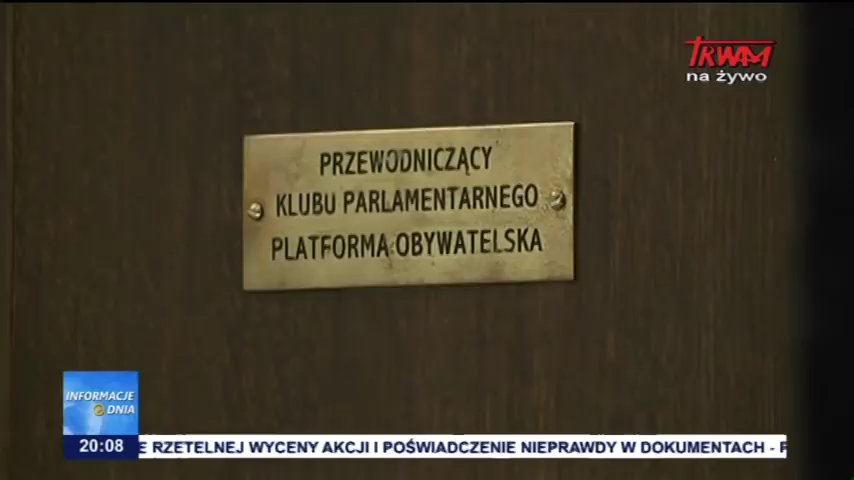 TRWAM
na żywo
PRZEWODNICZĄCY
KLUBU PARLAMENTARNEGO
PLATFORMA OBYWATELSKA
INFORMACJE
DNIA
20:08
RZETELNEJ WYCENY AKCJI I POŚWIADCZENIE NIEPRAWDY W DOKUMENTACH -